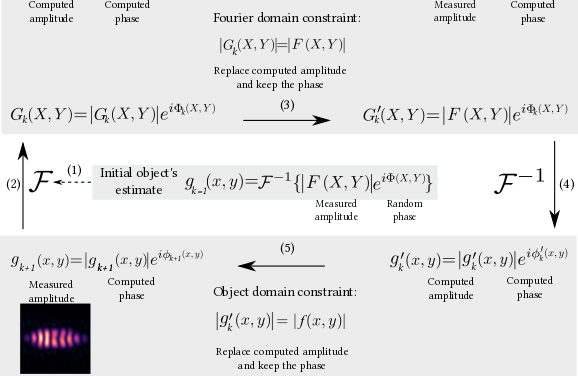 Computed amplitude
Computed phase
Fourier domain constraint:
|G_k(X,Y)|=|F(X,Y)|
Replace computed amplitude
and keep the phase
Measured amplitude
Computed phase
G_k(X,Y)=|G_k(X,Y)|e^{iΦ_k(X,Y)}
(3)
G'_k(X,Y)=|F(X,Y)|e^{iΦ_k(X,Y)}
(2)
ℱ
(1)
Initial object's
estimate
g_{k=1}(x,y)=ℱ^{-1}{|F(X,Y)|e^{iΦ(X,Y)}}
Measured
amplitude
Random
phase
ℱ^{-1}
(4)
g_{k+1}(x,y)=|g_{k+1}(x,y)|e^{iϕ_{k+1}(x,y)}
Measured
amplitude
Computed
phase
(5)
g'_k(x,y)=|g'_k(x,y)|e^{iϕ'_k(x,y)}
Computed
amplitude
Computed
phase
Object domain constraint:
|g'_k(x,y)|=|f(x,y)|
Replace computed amplitude
and keep the phase